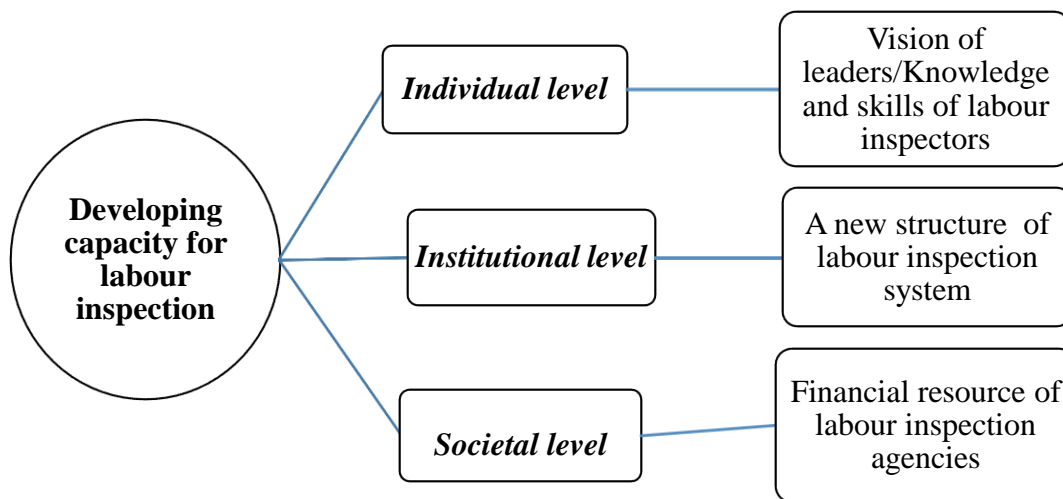 Developing
capacity for
labour
inspection
Individual level
Vision of
leaders/Knowledge
and skills of labour
inspectors
Institutional level
A new structure of
labour inspection
system
Societal level
Financial resource of
labour inspection
agencies